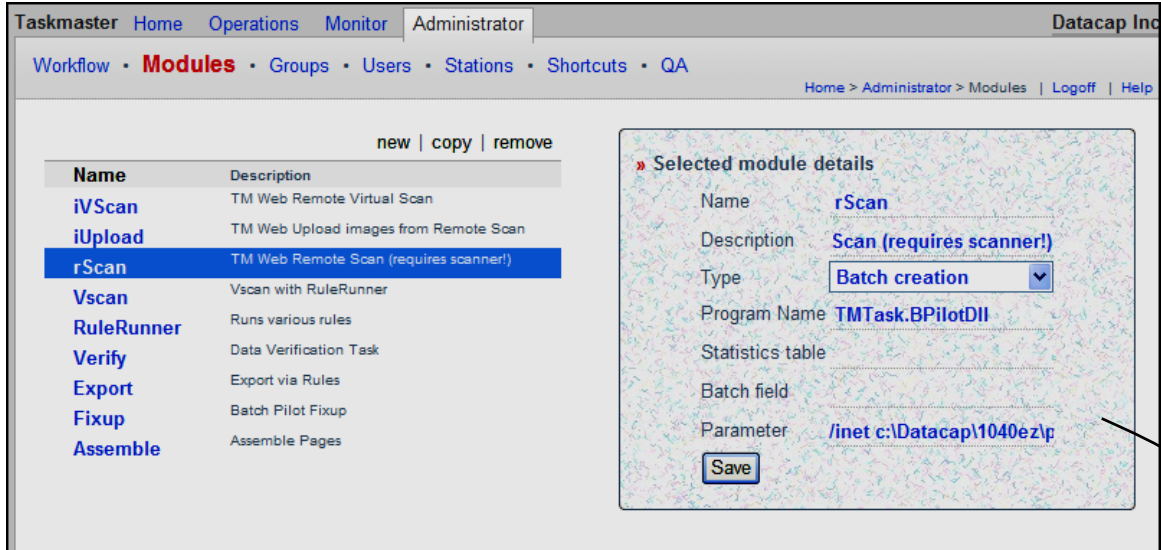 Taskmaster Home Operations Monitor Administrator Datacap Inc
Workflow • Modules • Groups • Users • Stations • Shortcuts • QA
Home > Administrator > Modules | Logoff | Help
new | copy | remove
Name Description
iVScan TM Web Remote Virtual Scan
iUpload TM Web Upload images from Remote Scan
rScan TM Web Remote Scan (requires scanner!)
Vscan Vscan with RuleRunner
RuleRunner Runs various rules
Verify Data Verification Task
Export Export via Rules
Fixup Batch Pilot Fixup
Assemble Assemble Pages
» Selected module details
Name rScan
Description Scan (requires scanner!)
Type Batch creation
Program Name TMTask.BPilotDll
Statistics table
Batch field
Parameter /inet c:\Datacap\1040ez\p
Save